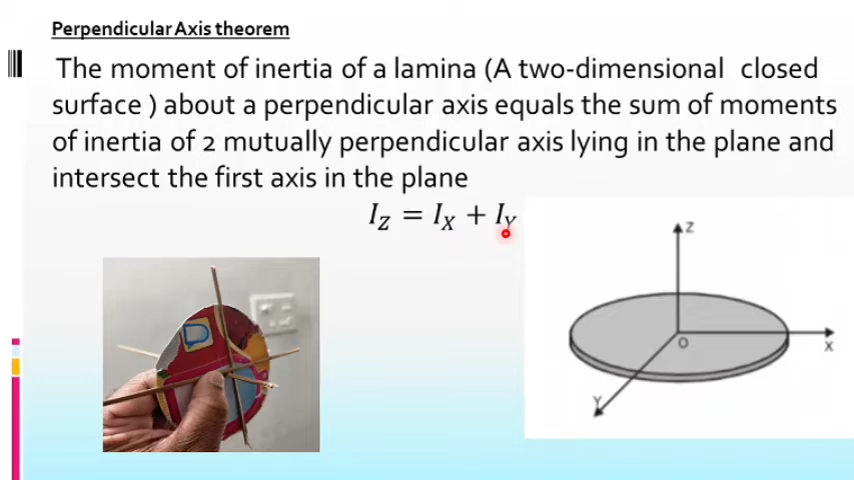 Perpendicular Axis theorem
The moment of inertia of a lamina (A two-dimensional closed
surface ) about a perpendicular axis equals the sum of moments
of inertia of 2 mutually perpendicular axis lying in the plane and
intersect the first axis in the plane
I_Z = I_X + I_Y
Z
O
X
Y